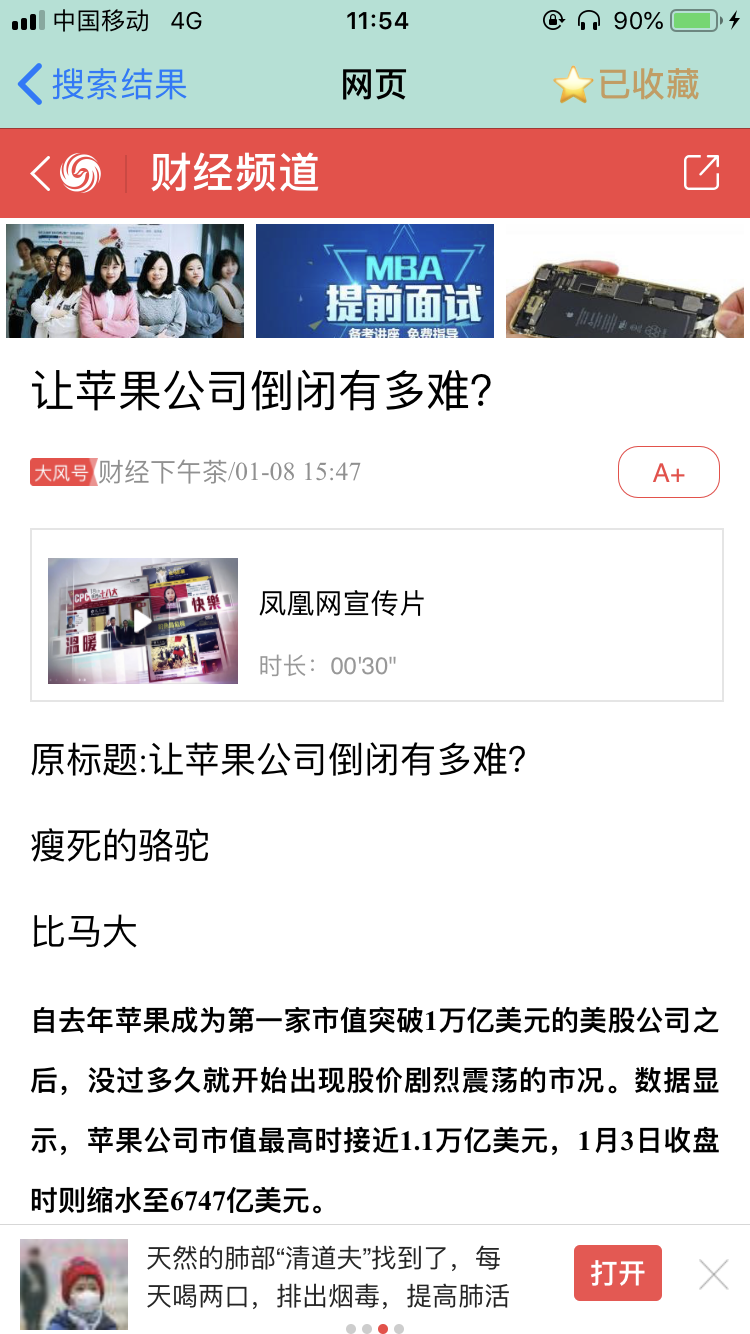 中国移动 4G 11:54 90%
搜索结果 网页 已收藏
财经频道
MBA
提前面试
备考讲座 免费指导
让苹果公司倒闭有多难?
大风号 财经下午茶/01-08 15:47 A+
CPC 十八大
快樂
温暖
凤凰网宣传片
时长：00'30"
原标题:让苹果公司倒闭有多难?
瘦死的骆驼
比马大
自去年苹果成为第一家市值突破1万亿美元的美股公司之
后，没过多久就开始出现股价剧烈震荡的市况。数据显
示，苹果公司市值最高时接近1.1万亿美元，1月3日收盘
时则缩水至6747亿美元。
天然的肺部“清道夫”找到了，每
天喝两口，排出烟毒，提高肺活
打开